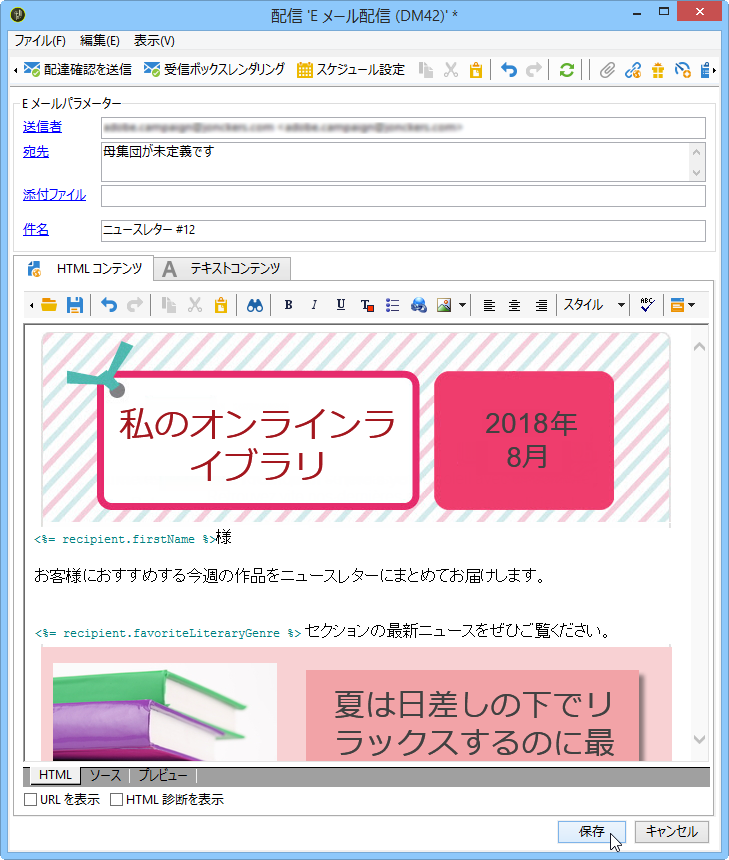 配信 'E メール配信 (DM42)' *
ファイル(F) 編集(E) 表示(V)
配達確認を送信 受信ボックスレンダリング スケジュール設定
E メールパラメーター
送信者
宛先 母集団が未定義です
添付ファイル
件名 ニュースレター #12
HTML コンテンツ テキストコンテンツ
B I U T スタイル ABC
私のオンラインラ
イブラリ
2018年
8月
<%= recipient.firstName %>様
お客様におすすめする今週の作品をニュースレターにまとめてお届けします。
<%= recipient.favoriteLiteraryGenre %> セクションの最新ニュースをぜひご覧ください。
夏は日差しの下でリ
ラックスするのに最
HTML ソース プレビュー
URL を表示 HTML 診断を表示
保存 キャンセル